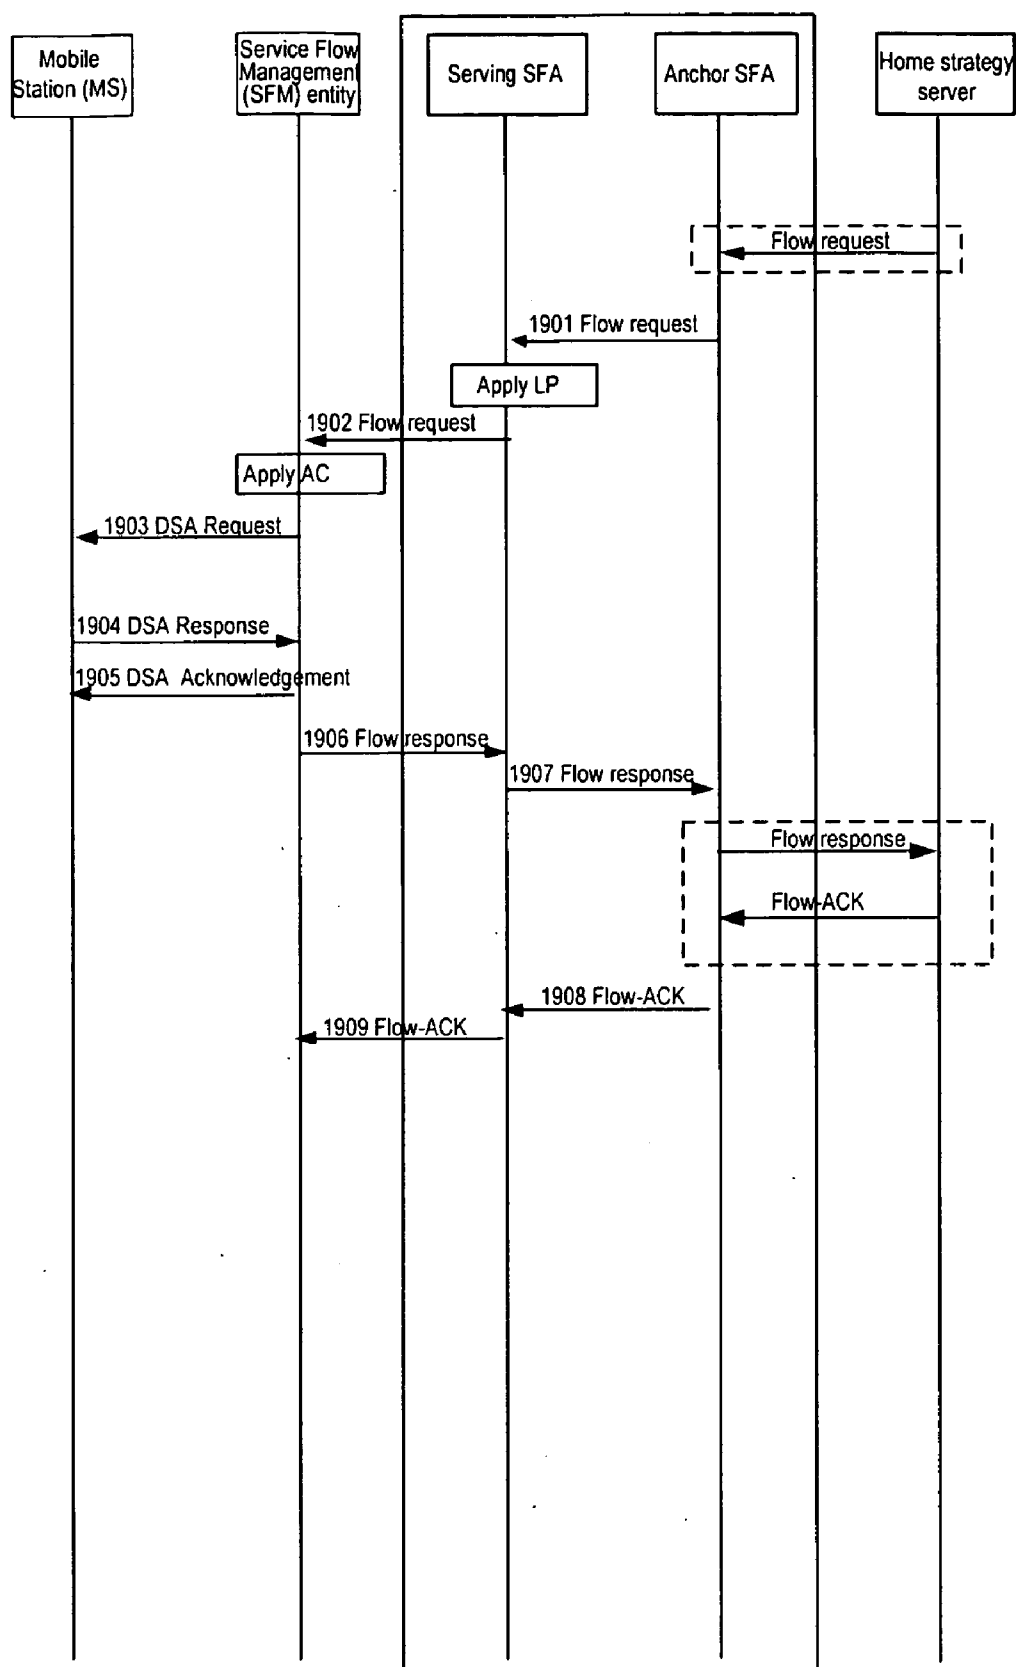 Mobile
Station (MS)
Service Flow
Management
(SFM) entity
Serving SFA
Anchor SFA
Home strategy
server
Flow request
1901 Flow request
Apply LP
1902 Flow request
Apply AC
1903 DSA Request
1904 DSA Response
1905 DSA Acknowledgement
1906 Flow response
1907 Flow response
Flow response
Flow-ACK
1908 Flow-ACK
1909 Flow-ACK